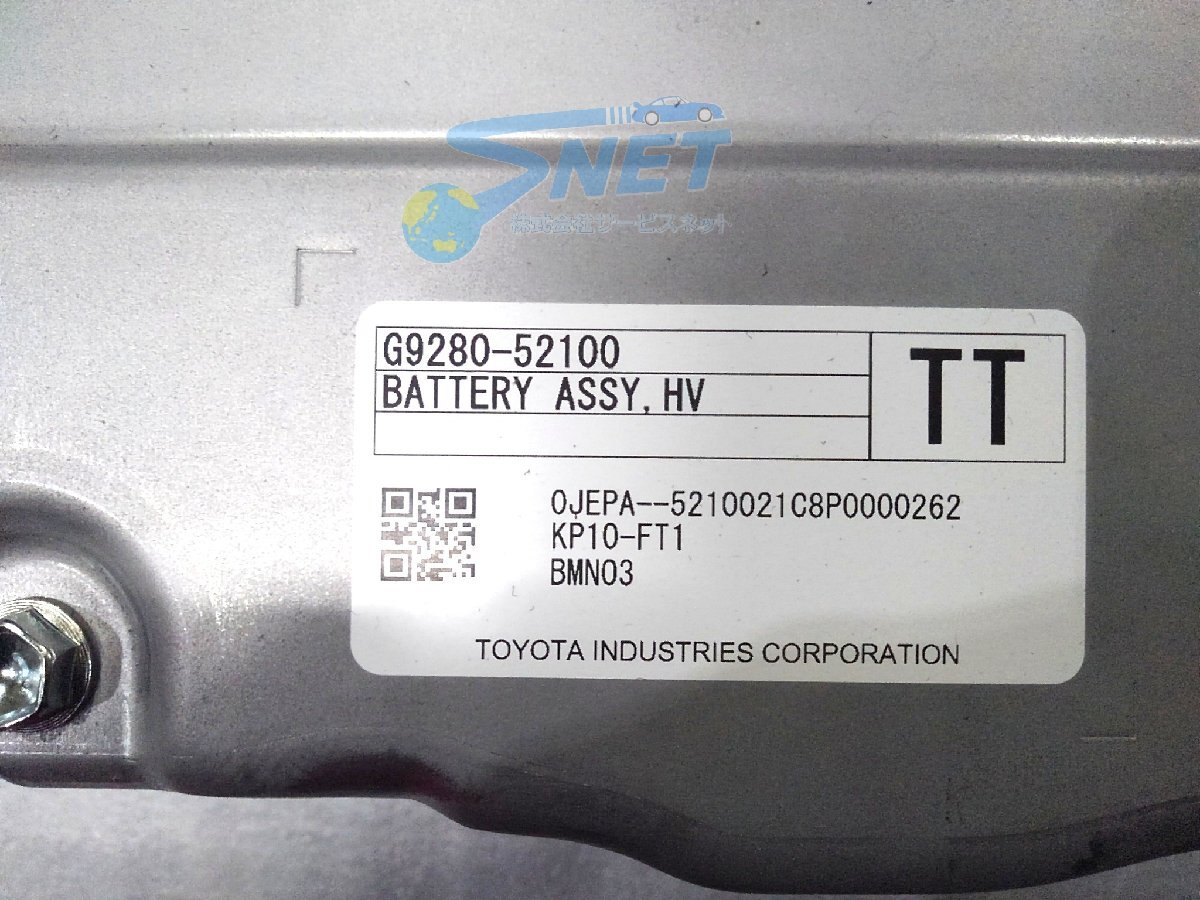 SNET
株式会社サービスネット
G9280-52100
TT
BATTERY ASSY,HV
0JEPA--5210021C8P0000262
KP10-FT1
BMN03
TOYOTA INDUSTRIES CORPORATION